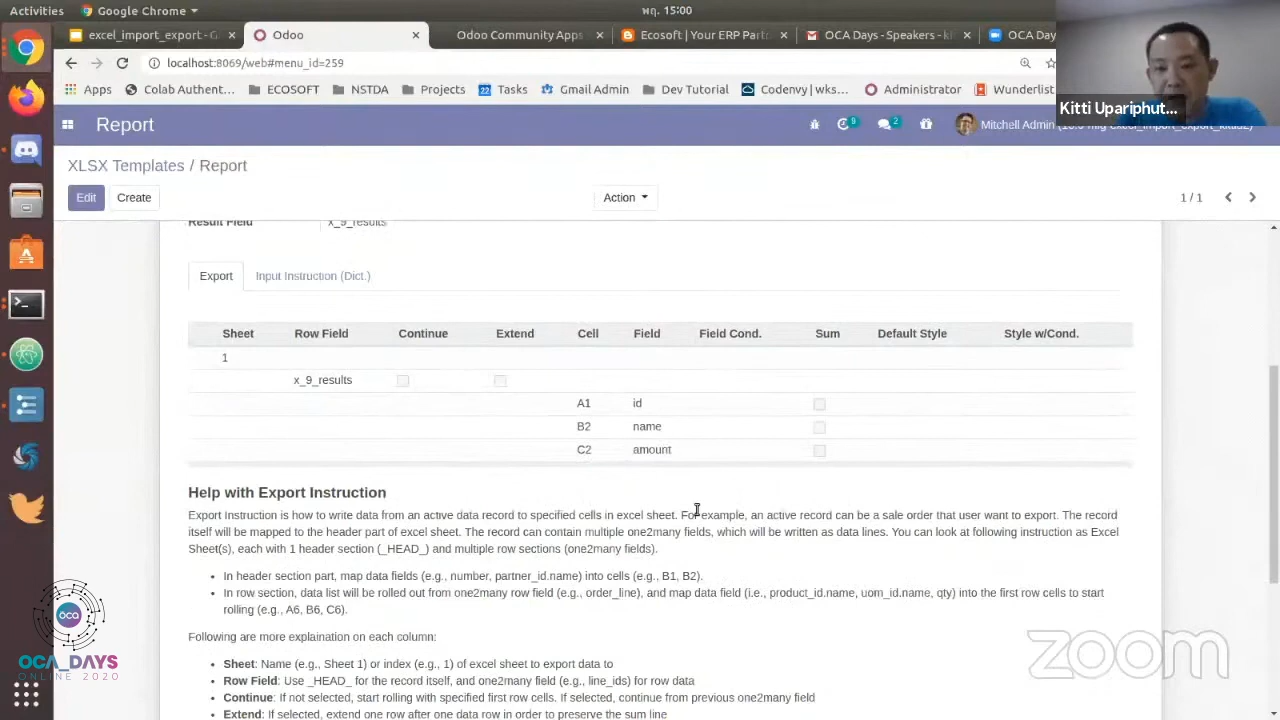 Activities
Google Chrome
พฤ. 15:00
excel_import_export - G
Odoo
Odoo Community Apps
Ecosoft | Your ERP Part
OCA Days - Speakers - ki
OCA Day
localhost:8069/web#menu_id=259
Apps
Colab Authent...
ECOSOFT
NSTDA
Projects
Tasks
Gmail Admin
Dev Tutorial
Codenvy | wks...
Administrator
Wunderlist
Kitti Upariphut...
Report
9
2
Mitchell Admin
XLSX Templates / Report
Edit
Create
Action
1 / 1
Result Field
x_9_results
Export
Input Instruction (Dict.)
Sheet Row Field Continue Extend Cell Field Field Cond. Sum Default Style Style w/Cond.
1
x_9_results
A1 id
B2 name
C2 amount
Help with Export Instruction
Export Instruction is how to write data from an active data record to specified cells in excel sheet. For example, an active record can be a sale order that user want to export. The record
itself will be mapped to the header part of excel sheet. The record can contain multiple one2many fields, which will be written as data lines. You can look at following instruction as Excel
Sheet(s), each with 1 header section (_HEAD_) and multiple row sections (one2many fields).
• In header section part, map data fields (e.g., number, partner_id.name) into cells (e.g., B1, B2).
• In row section, data list will be rolled out from one2many row field (e.g., order_line), and map data field (i.e., product_id.name, uom_id.name, qty) into the first row cells to start
rolling (e.g., A6, B6, C6).
Following are more explaination on each column:
• Sheet: Name (e.g., Sheet 1) or index (e.g., 1) of excel sheet to export data to
• Row Field: Use _HEAD_ for the record itself, and one2many field (e.g., line_ids) for row data
• Continue: If not selected, start rolling with specified first row cells. If selected, continue from previous one2many field
• Extend: If selected, extend one row after one data row in order to preserve the sum line
oca
OCA_DAYS
ONLINE 2020
zoom